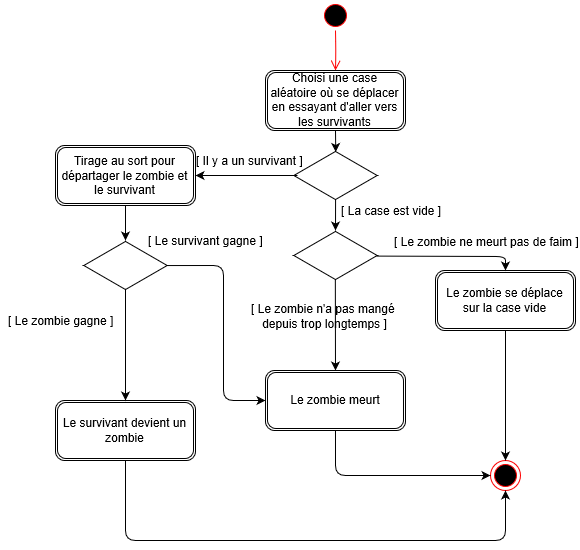 Choisi une case
aléatoire où se déplacer
en essayant d'aller vers
les survivants
[ Il y a un survivant ]
Tirage au sort pour
départager le zombie et
le survivant
[ La case est vide ]
[ Le survivant gagne ]
[ Le zombie ne meurt pas de faim ]
Le zombie se déplace
sur la case vide
[ Le zombie n'a pas mangé
depuis trop longtemps ]
[ Le zombie gagne ]
Le zombie meurt
Le survivant devient un
zombie